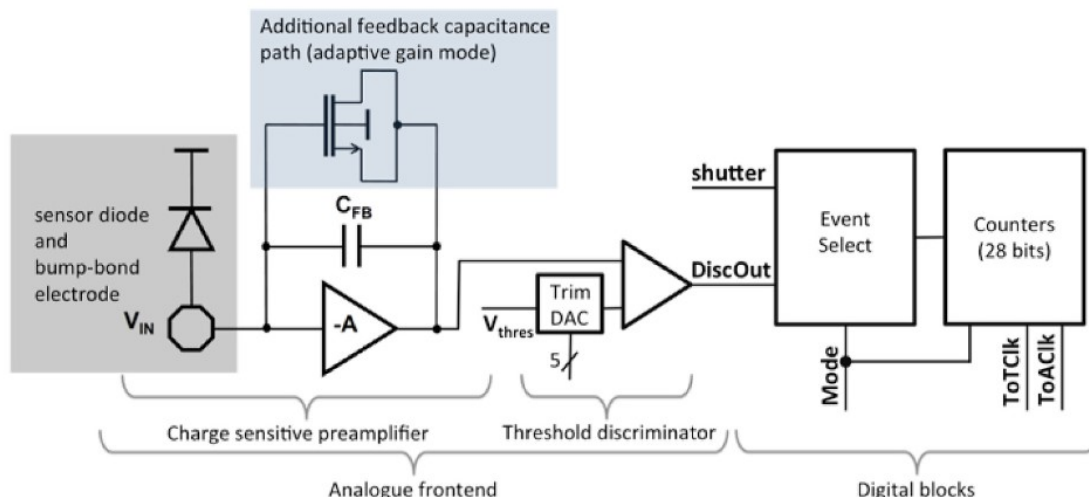 Additional feedback capacitance
path (adaptive gain mode)
sensor diode
and
bump-bond
electrode
V_IN
C_FB
-A
V_thres
Trim
DAC
5
shutter
DiscOut
Event
Select
Counters
(28 bits)
Mode
ToTClk
ToAClk
Charge sensitive preamplifier
Threshold discriminator
Analogue frontend
Digital blocks